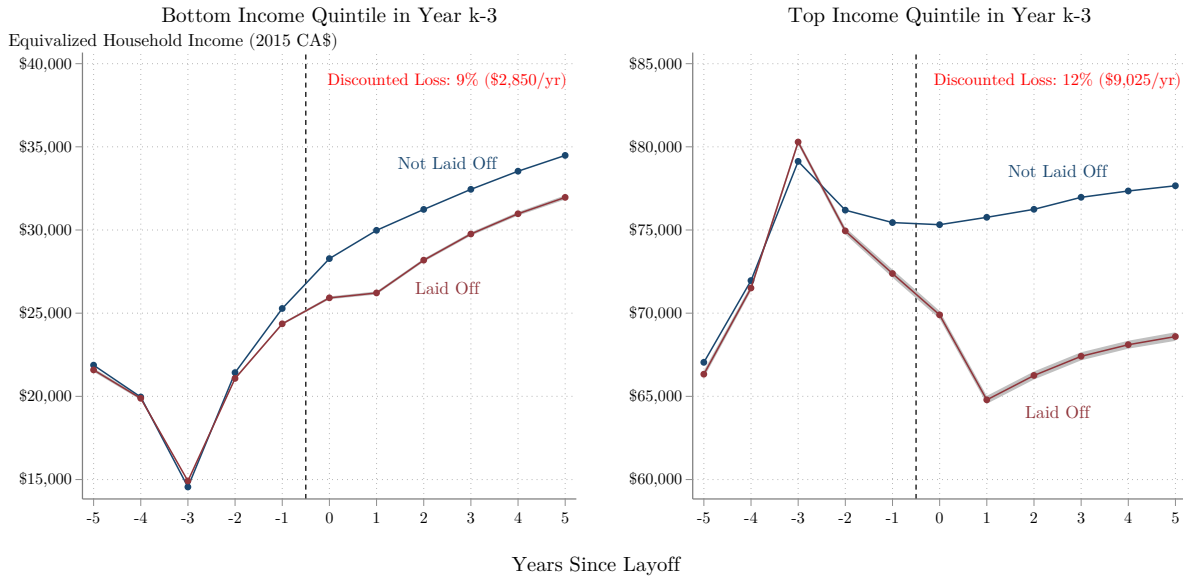 Bottom Income Quintile in Year k-3
Equivalized Household Income (2015 CA$)
$40,000
$35,000
$30,000
$25,000
$20,000
$15,000
Discounted Loss: 9% ($2,850/yr)
Not Laid Off
Laid Off
-5 -4 -3 -2 -1 0 1 2 3 4 5
Top Income Quintile in Year k-3
$85,000
$80,000
$75,000
$70,000
$65,000
$60,000
Discounted Loss: 12% ($9,025/yr)
Not Laid Off
Laid Off
-5 -4 -3 -2 -1 0 1 2 3 4 5
Years Since Layoff